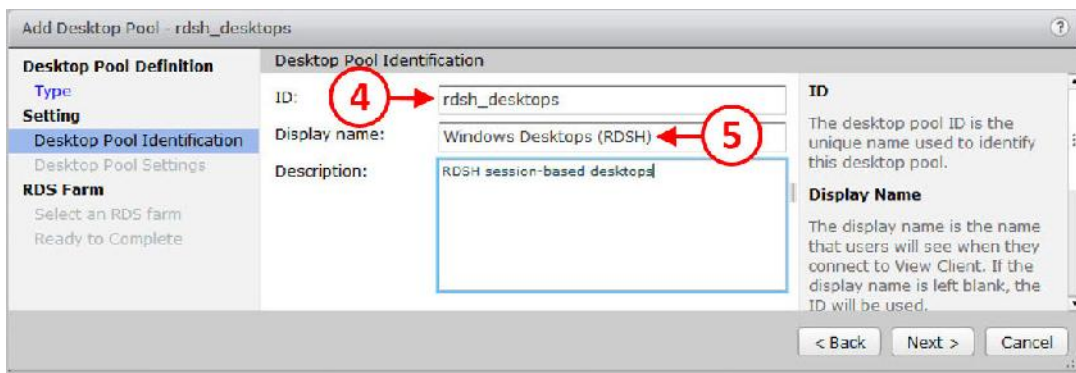 Add Desktop Pool - rdsh_desktops
?
Desktop Pool Definition
Type
Setting
Desktop Pool Identification
Desktop Pool Settings
RDS Farm
Select an RDS farm
Ready to Complete
Desktop Pool Identification
ID:
4
rdsh_desktops
Display name:
Windows Desktops (RDSH)
5
Description:
RDSH session-based desktops
ID
The desktop pool ID is the
unique name used to identify
this desktop pool.
Display Name
The display name is the name
that users will see when they
connect to View Client. If the
display name is left blank, the
ID will be used.
< Back
Next >
Cancel